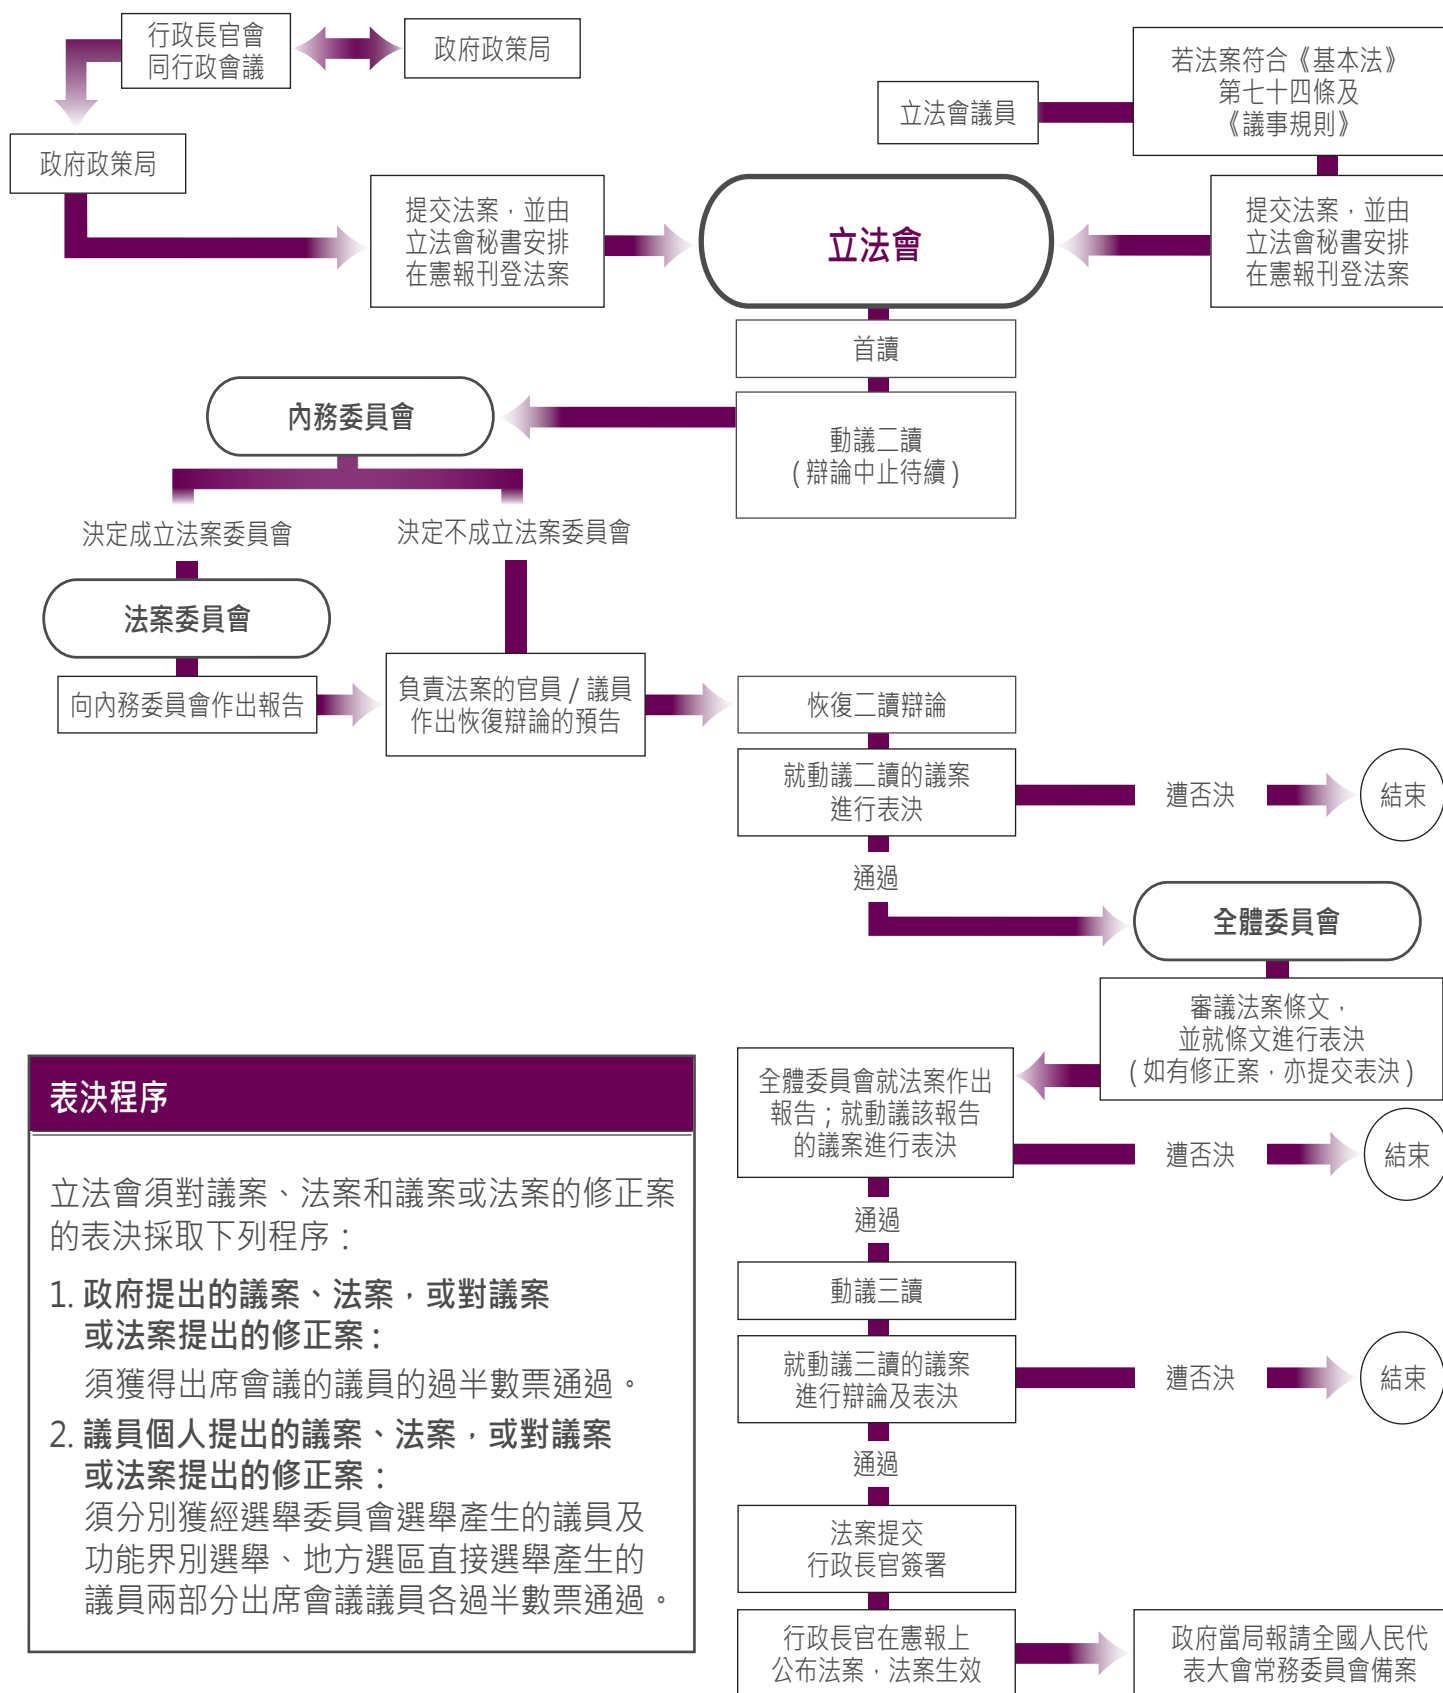 行政長官會
同行政會議
政府政策局
政府政策局
立法會議員
若法案符合《基本法》
第七十四條及
《議事規則》
提交法案，並由
立法會秘書安排
在憲報刊登法案
立法會
提交法案，並由
立法會秘書安排
在憲報刊登法案
首讀
動議二讀
(辯論中止待續)
內務委員會
決定成立法案委員會
決定不成立法案委員會
法案委員會
向內務委員會作出報告
負責法案的官員 / 議員
作出恢復辯論的預告
恢復二讀辯論
就動議二讀的議案
進行表決
遭否決
結束
通過
全體委員會
審議法案條文，
並就條文進行表決
(如有修正案，亦提交表決)
全體委員會就法案作出
報告；就動議該報告
的議案進行表決
遭否決
結束
通過
動議三讀
就動議三讀的議案
進行辯論及表決
遭否決
結束
通過
法案提交
行政長官簽署
行政長官在憲報上
公布法案，法案生效
政府當局報請全國人民代
表大會常務委員會備案
表決程序
立法會須對議案、法案和議案或法案的修正案
的表決採取下列程序：
1. 政府提出的議案、法案，或對議案
或法案提出的修正案：
須獲得出席會議的議員的過半數票通過。
2. 議員個人提出的議案、法案，或對議案
或法案提出的修正案：
須分別獲經選舉委員會選舉產生的議員及
功能界別選舉、地方選區直接選舉產生的
議員兩部分出席會議議員各過半數票通過。